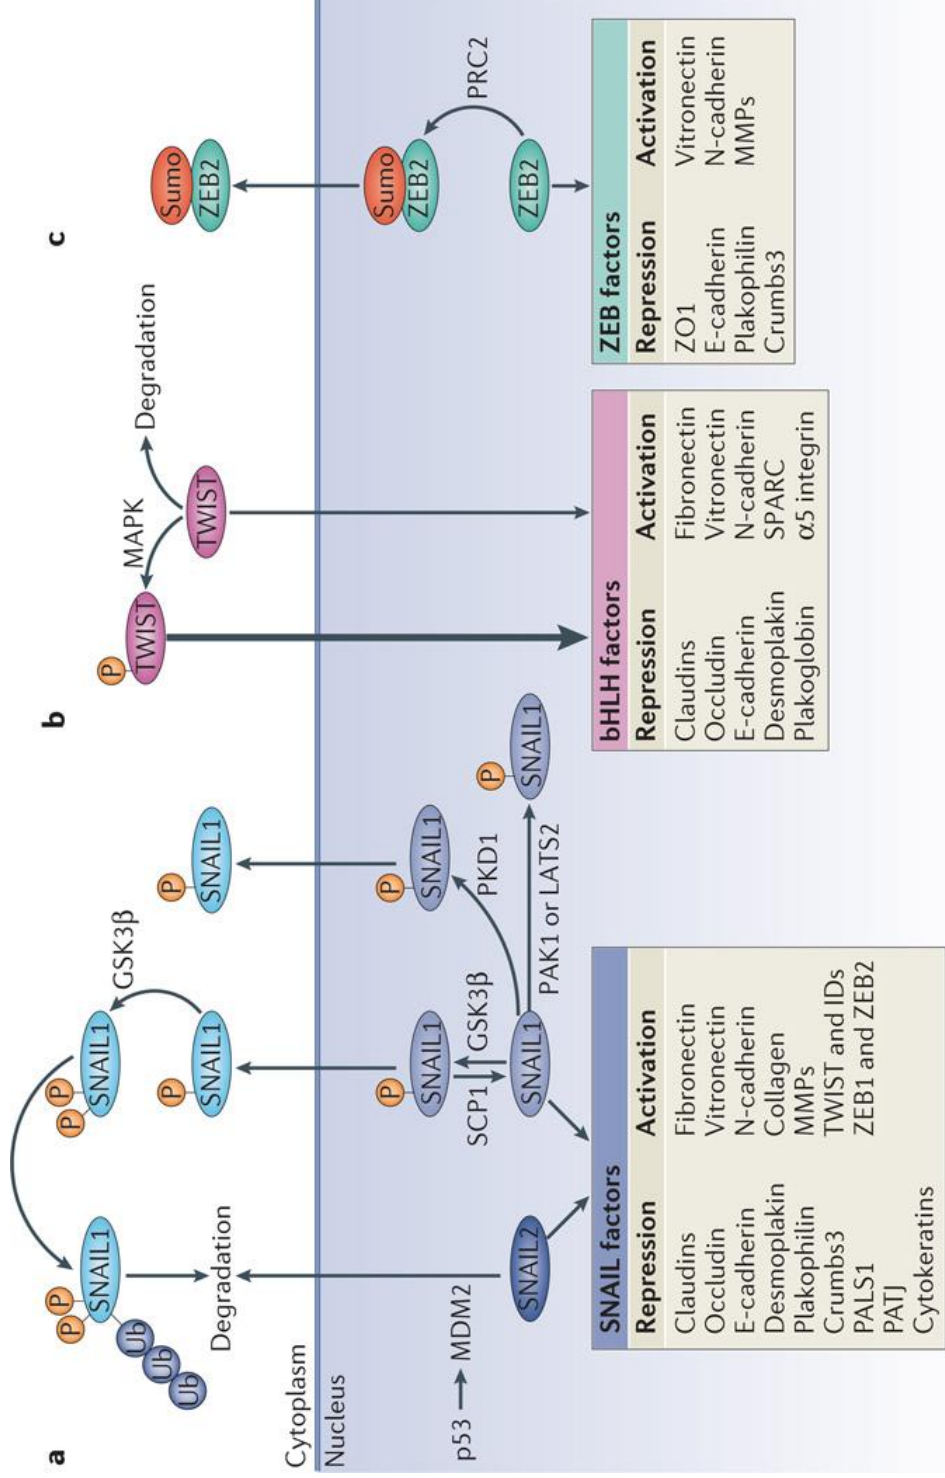 a
Ub
Ub
Ub
P
P
SNAIL1
P
P
SNAIL1
GSK3β
P
SNAIL1
P
SNAIL1
Degradation
Cytoplasm
Nucleus
p53
MDM2
SNAIL2
P
SNAIL1
SCP1
GSK3β
SNAIL1
P
SNAIL1
PKD1
PAK1 or LATS2
P
SNAIL1
SNAIL factors
Repression
Activation
Claudins
Fibronectin
Occludin
Vitronectin
E-cadherin
N-cadherin
Desmoplakin
Collagen
Plakophilin
MMPs
Crumbs3
TWIST and IDs
PALS1
ZEB1 and ZEB2
PATJ
Cytokeratins
b
P
TWIST
MAPK
TWIST
Degradation
bHLH factors
Repression
Activation
Claudins
Fibronectin
Occludin
Vitronectin
E-cadherin
N-cadherin
Desmoplakin
SPARC
Plakoglobin
α5 integrin
c
Sumo
ZEB2
Sumo
ZEB2
PRC2
ZEB2
ZEB factors
Repression
Activation
ZO1
Vitronectin
E-cadherin
N-cadherin
Plakophilin
MMPs
Crumbs3